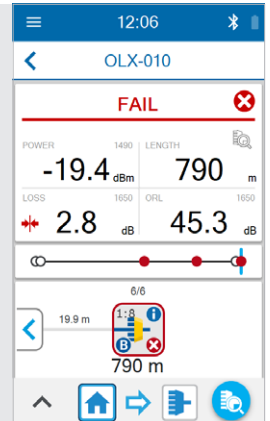 12:06
OLX-010
FAIL
POWER 1490 LENGTH
-19.4 dBm 790 m
LOSS 1650 ORL 1650
2.8 dB 45.3 dB
6/6
19.9 m 1:8 i
B
790 m